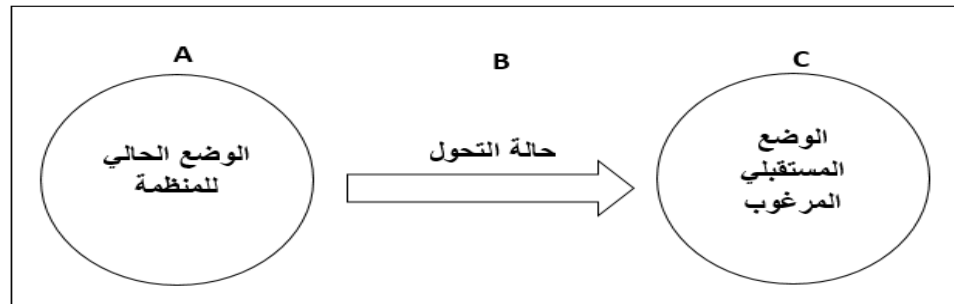 A
B
C
الوضع الحالي
للمنظمة
حالة التحول
الوضع
المستقبلي
المرغوب